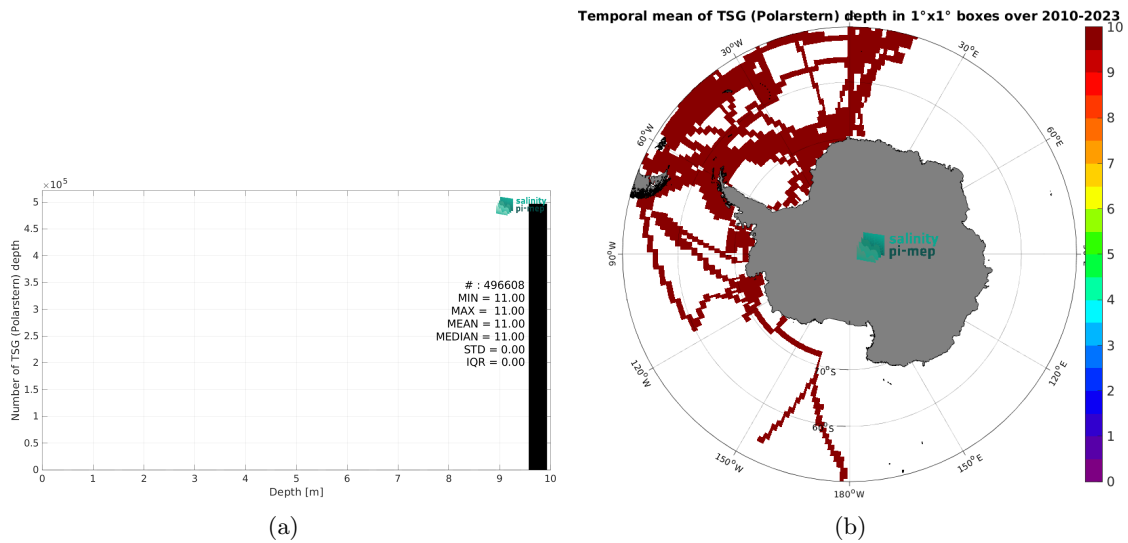 ×10⁵
5
4.5
4
3.5
3
2.5
2
1.5
1
0.5
0
Number of TSG (Polarstern) depth
salinity
pi-mep
# : 496608
MIN = 11.00
MAX = 11.00
MEAN = 11.00
MEDIAN = 11.00
STD = 0.00
IQR = 0.00
0 1 2 3 4 5 6 7 8 9 10
Depth [m]
(a)
Temporal mean of TSG (Polarstern) depth in 1°x1° boxes over 2010-2023
30°W
30°E
60°W
60°E
90°W
salinity
pi-mep
120°W
120°E
70°S
60°S
150°W
150°E
180°W
10
9
8
7
6
5
4
3
2
1
0
(b)